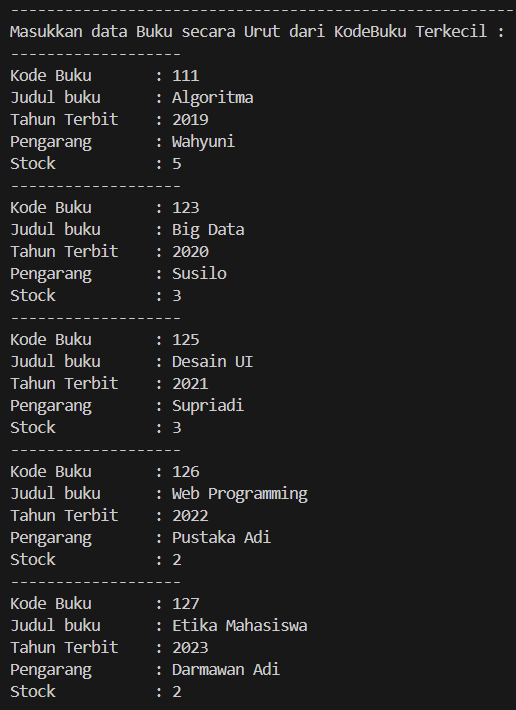 --------------------------------------------------------
Masukkan data Buku secara Urut dari KodeBuku Terkecil :
-------------------
Kode Buku       : 111
Judul buku      : Algoritma
Tahun Terbit    : 2019
Pengarang       : Wahyuni
Stock           : 5
-------------------
Kode Buku       : 123
Judul buku      : Big Data
Tahun Terbit    : 2020
Pengarang       : Susilo
Stock           : 3
-------------------
Kode Buku       : 125
Judul buku      : Desain UI
Tahun Terbit    : 2021
Pengarang       : Supriadi
Stock           : 3
-------------------
Kode Buku       : 126
Judul buku      : Web Programming
Tahun Terbit    : 2022
Pengarang       : Pustaka Adi
Stock           : 2
-------------------
Kode Buku       : 127
Judul buku      : Etika Mahasiswa
Tahun Terbit    : 2023
Pengarang       : Darmawan Adi
Stock           : 2